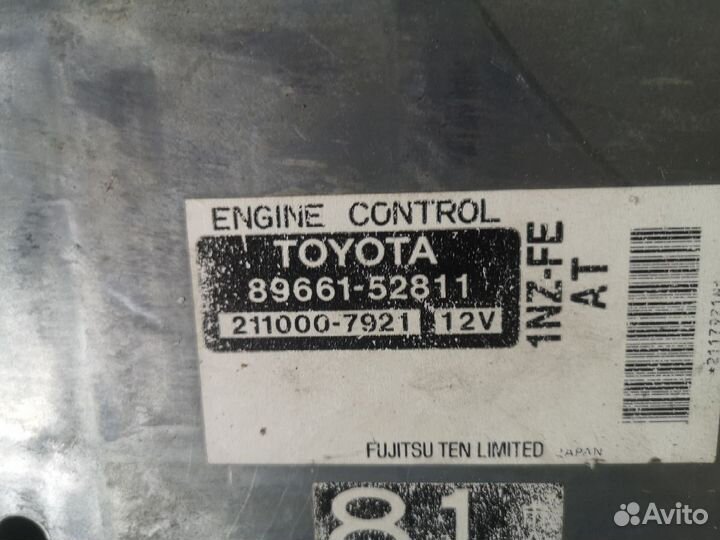 ENGINE CONTROL
TOYOTA
89661-52811
211000-7921 12V
1NZ-FE
AT
FUJITSU TEN LIMITED JAPAN
81
Avito